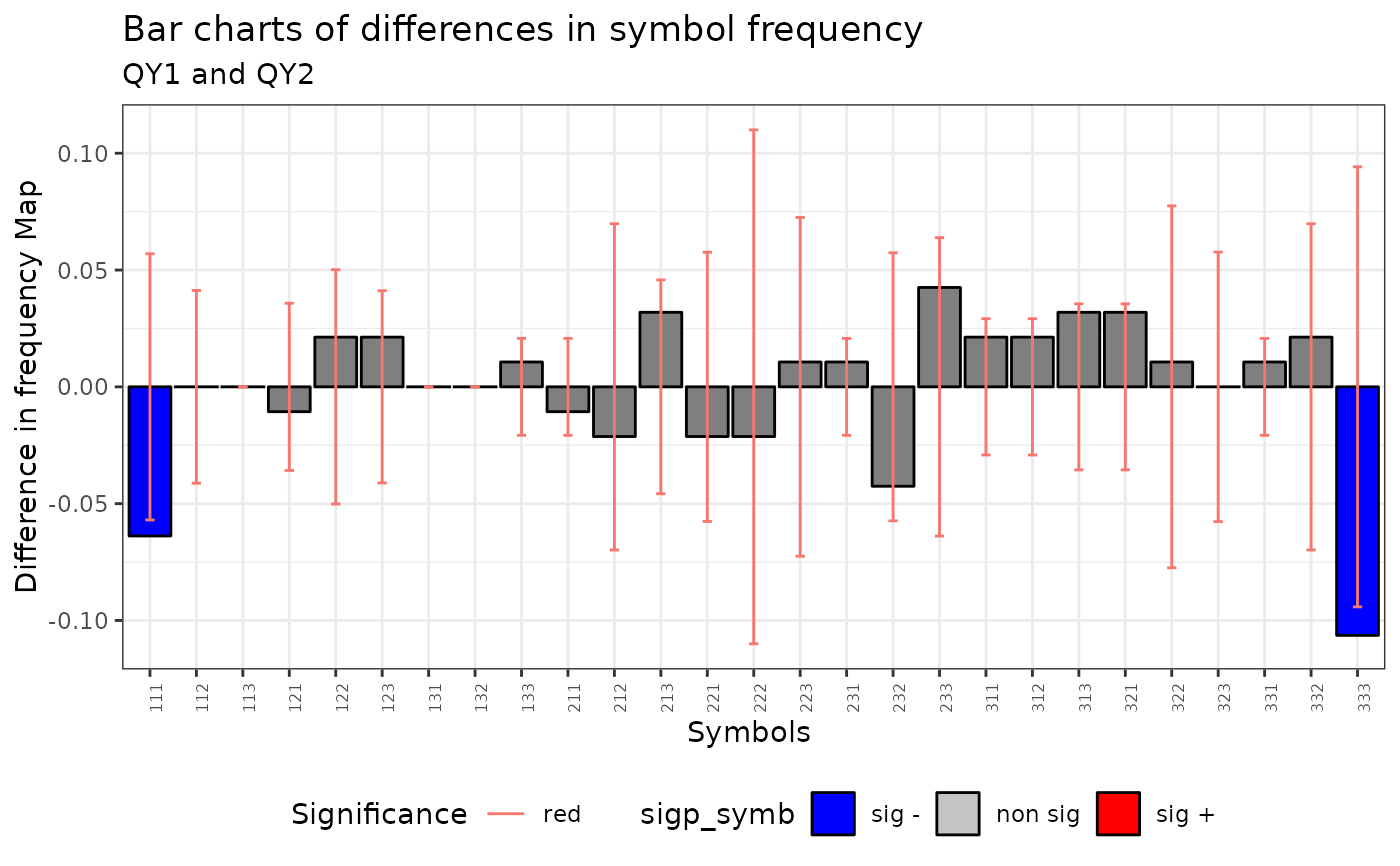 Bar charts of differences in symbol frequency
QY1 and QY2
Difference in frequency Map
0.10
0.05
0.00
-0.05
-0.10
111 112 113 121 122 123 131 132 133 211 212 213 221 222 223 231 232 233 311 312 313 321 322 323 331 332 333
Symbols
Significance red sigp_symb sig - non sig sig +